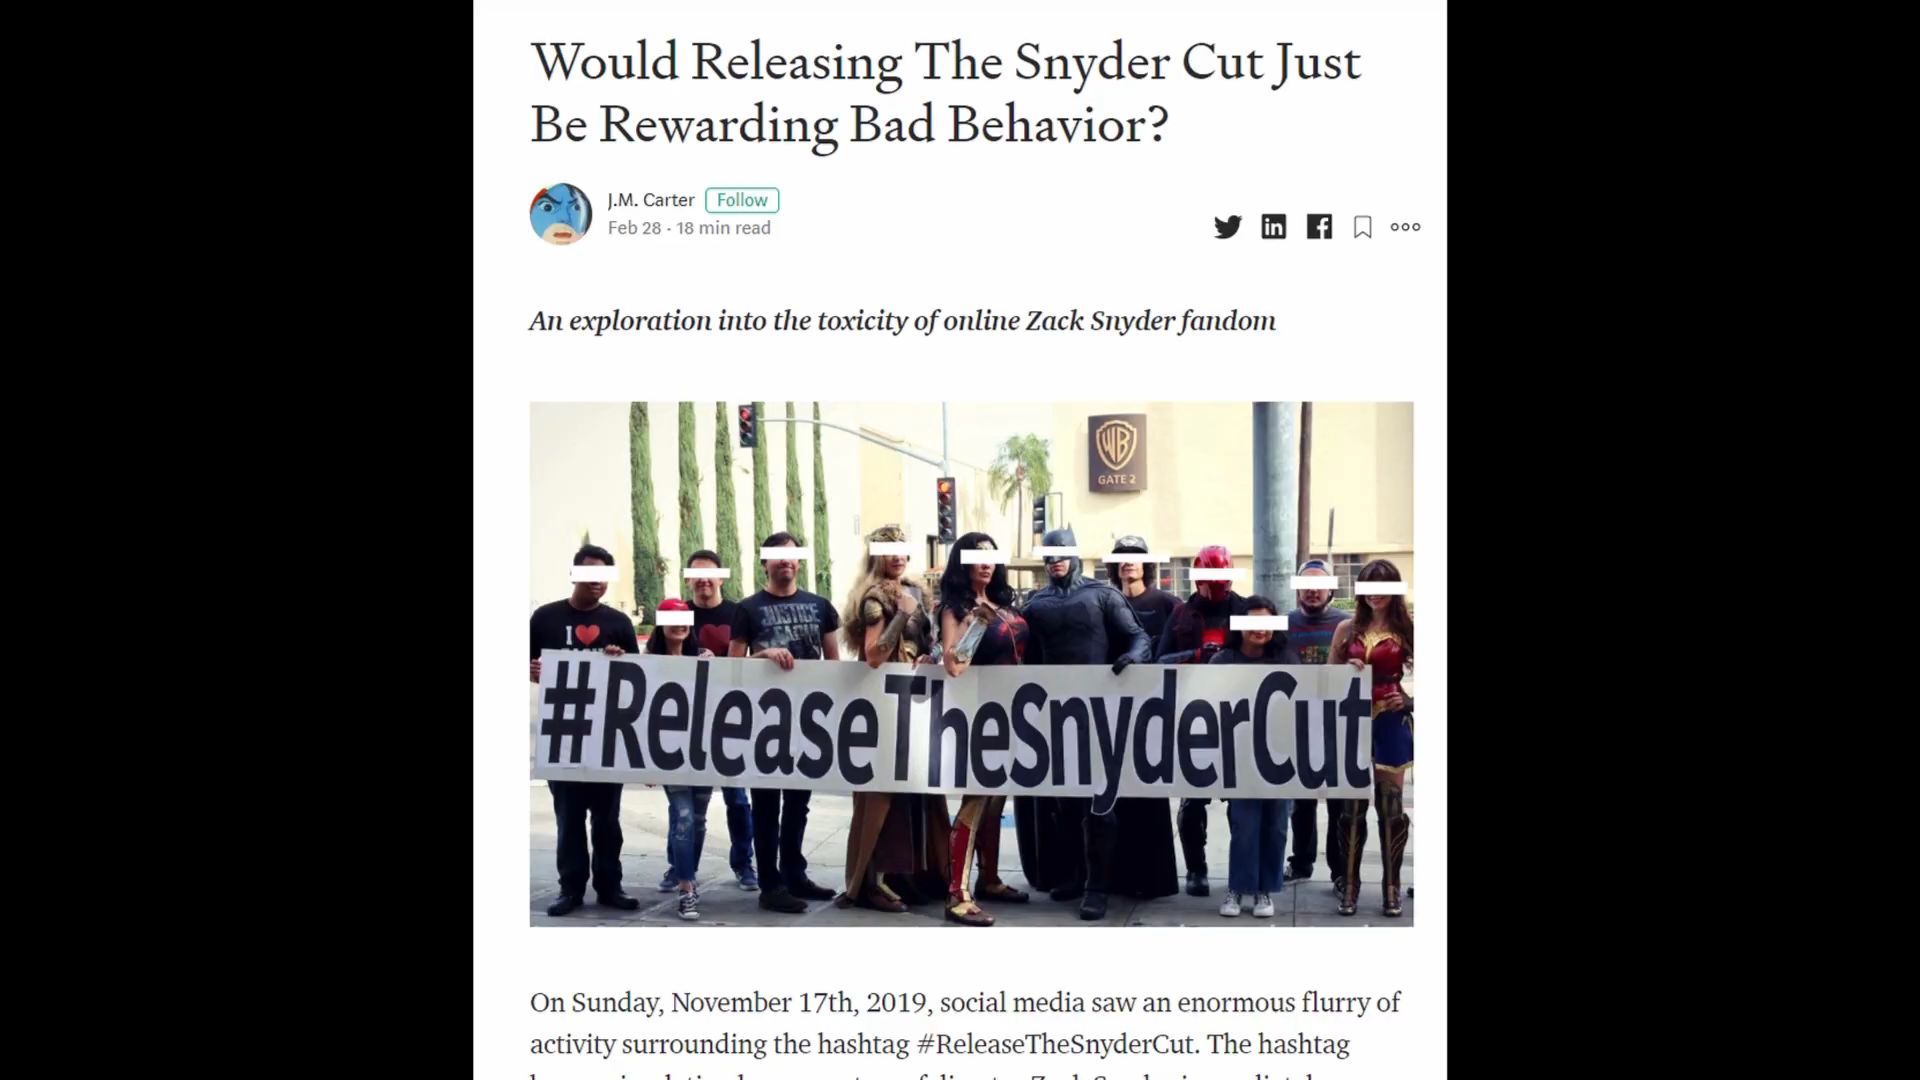 Would Releasing The Snyder Cut Just
Be Rewarding Bad Behavior?
J.M. Carter Follow
Feb 28 · 18 min read
An exploration into the toxicity of online Zack Snyder fandom
WB
GATE 2
I
JUSTICE
LEAGUE
#ReleaseTheSnyderCut
On Sunday, November 17th, 2019, social media saw an enormous flurry of
activity surrounding the hashtag #ReleaseTheSnyderCut. The hashtag